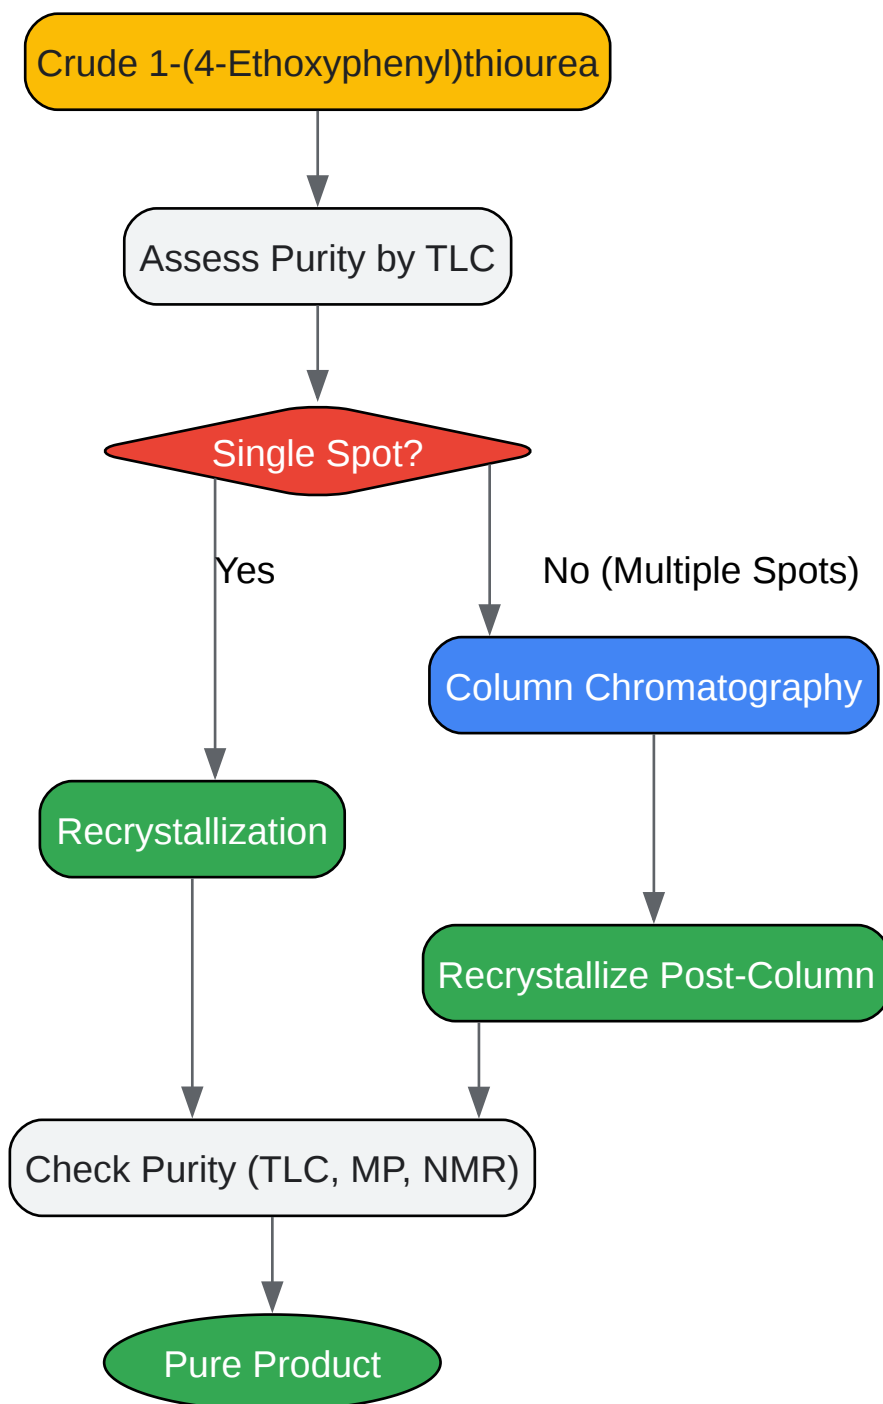 Crude 1-(4-Ethoxyphenyl)thiourea
Assess Purity by TLC
Single Spot?
Yes
No (Multiple Spots)
Column Chromatography
Recrystallization
Recrystallize Post-Column
Check Purity (TLC, MP, NMR)
Pure Product